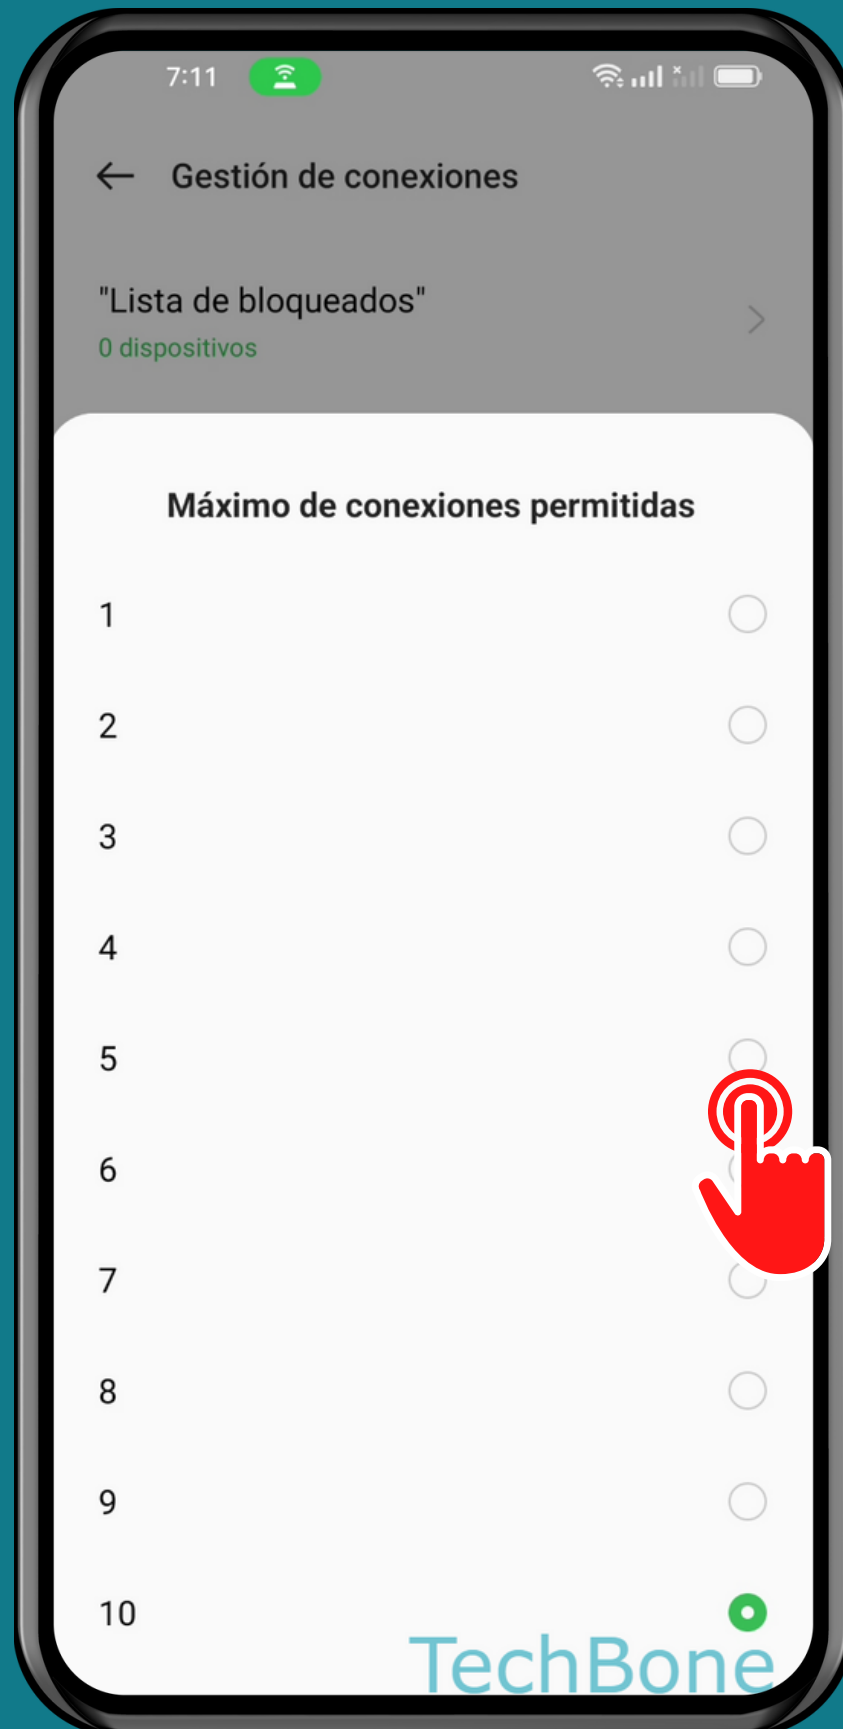 7:11
Gestión de conexiones
"Lista de bloqueados"
0 dispositivos
Máximo de conexiones permitidas
1
2
3
4
5
6
7
8
9
10
TechBone